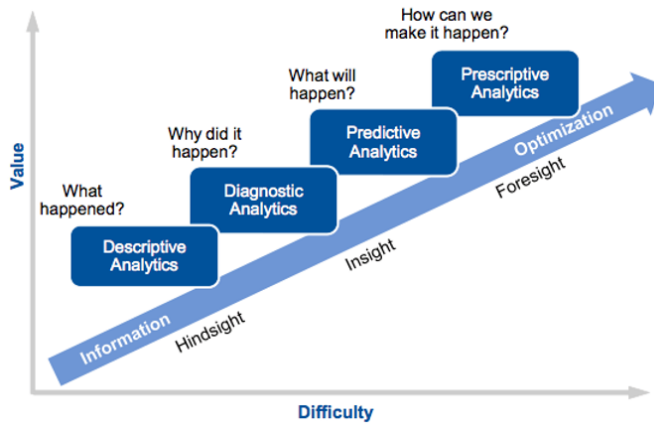 How can we
make it happen?
Prescriptive
Analytics
What will
happen?
Predictive
Analytics
Why did it
happen?
Diagnostic
Analytics
What
happened?
Descriptive
Analytics
Value
Information
Optimization
Hindsight
Insight
Foresight
Difficulty